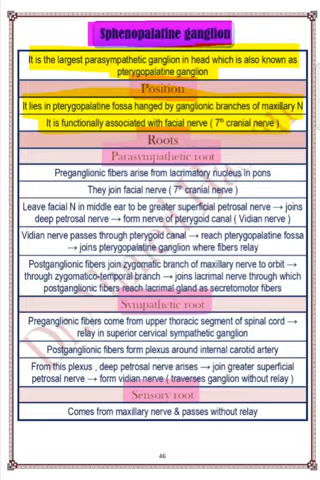 Sphenopalatine ganglion
It is the largest parasympathetic ganglion in head which is also known as
pterygopalatine ganglion
Position
It lies in pterygopalatine fossa hanged by ganglionic branches of maxillary N
It is functionally associated with facial nerve ( 7th cranial nerve )
Roots
Parasympathetic root
Preganglionic fibers arise from lacrimatory nucleus in pons
They join facial nerve ( 7th cranial nerve )
Leave facial N in middle ear to be greater superficial petrosal nerve → joins
deep petrosal nerve → form nerve of pterygoid canal ( Vidian nerve )
Vidian nerve passes through pterygoid canal → reach pterygopalatine fossa
→ joins pterygopalatine ganglion where fibers relay
Postganglionic fibers join zygomatic branch of maxillary nerve to orbit →
through zygomatico-temporal branch → joins lacrimal nerve through which
postganglionic fibers reach lacrimal gland as secretomotor fibers
Sympathetic root
Preganglionic fibers come from upper thoracic segment of spinal cord →
relay in superior cervical sympathetic ganglion
Postganglionic fibers form plexus around internal carotid artery
From this plexus , deep petrosal nerve arises → join greater superficial
petrosal nerve → form vidian nerve ( traverses ganglion without relay )
Sensory root
Comes from maxillary nerve & passes without relay
46